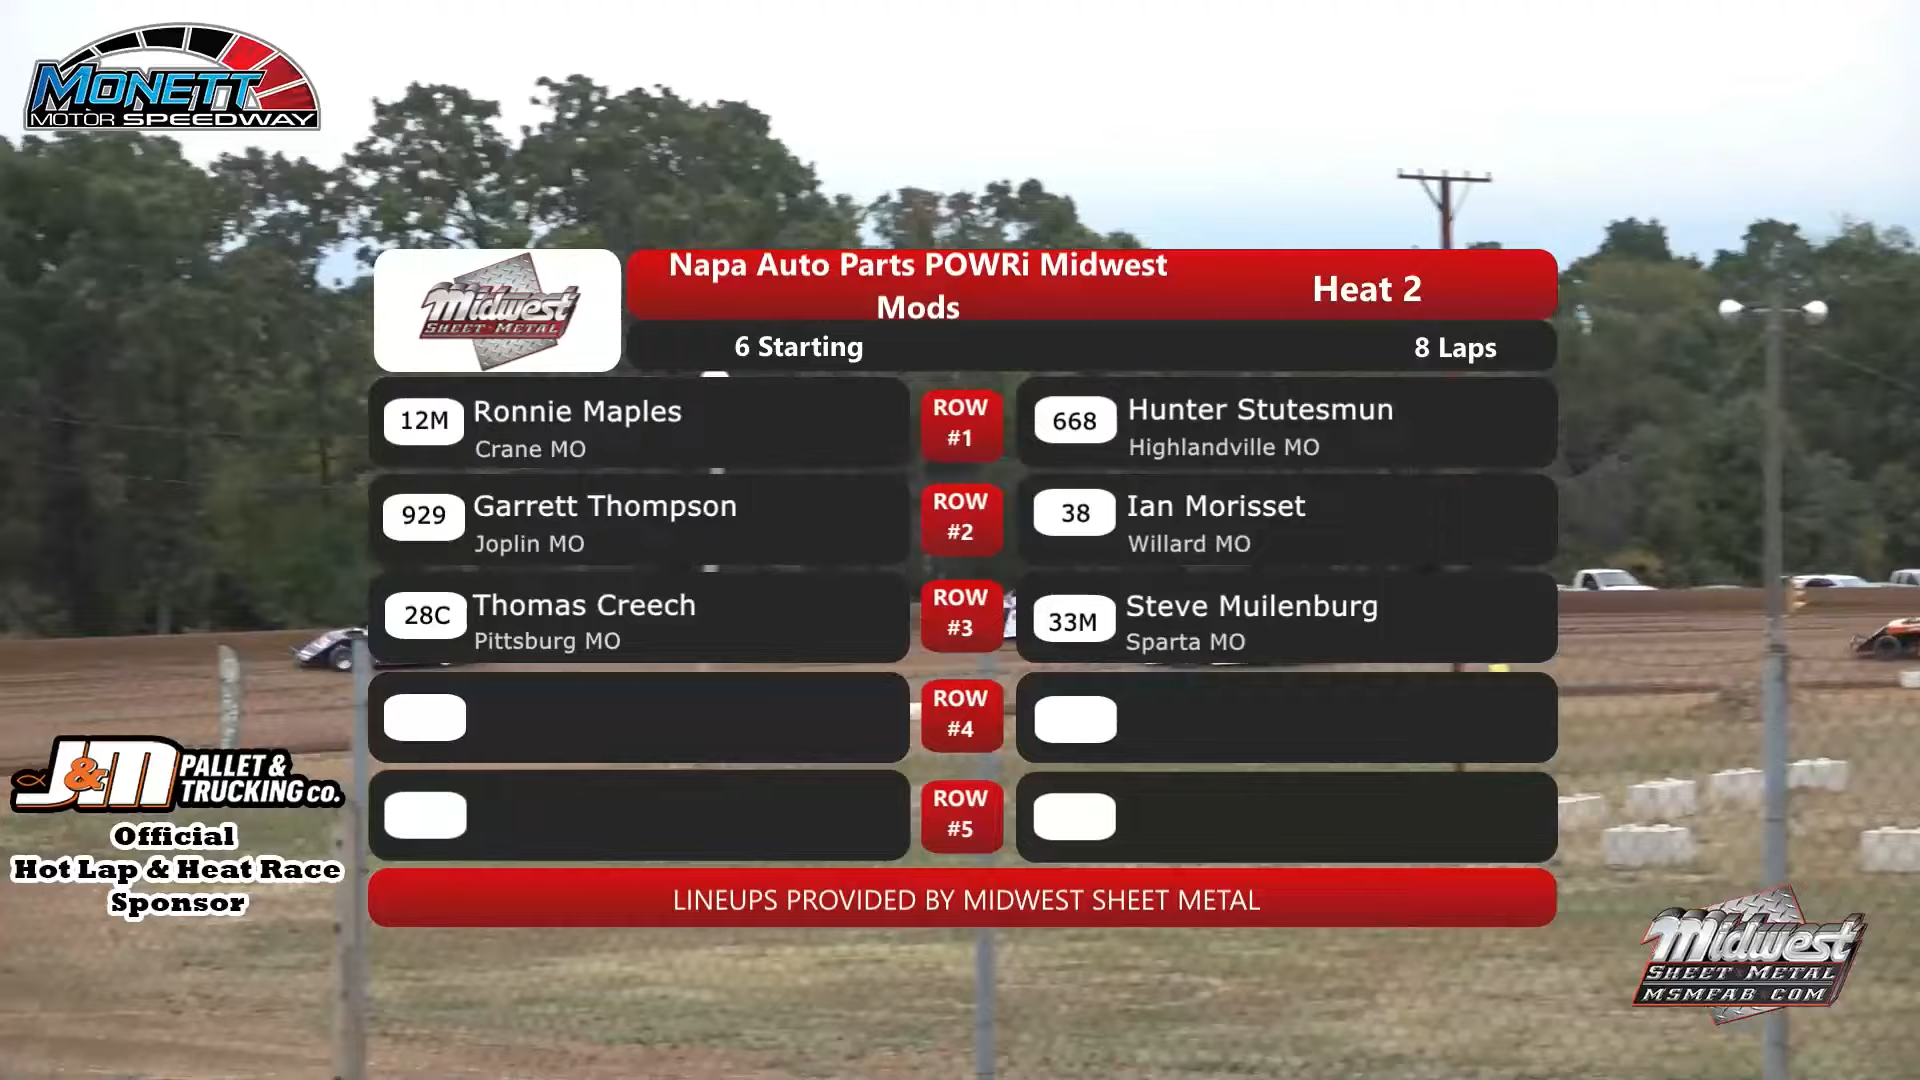 MONETT
MOTOR SPEEDWAY
Midwest
SHEET METAL
Napa Auto Parts POWRi Midwest
Mods
Heat 2
6 Starting
8 Laps
12M
Ronnie Maples
Crane MO
ROW
#1
668
Hunter Stutesmun
Highlandville MO
929
Garrett Thompson
Joplin MO
ROW
#2
38
Ian Morisset
Willard MO
28C
Thomas Creech
Pittsburg MO
ROW
#3
33M
Steve Muilenburg
Sparta MO
ROW
#4
ROW
#5
LINEUPS PROVIDED BY MIDWEST SHEET METAL
J&M PALLET &
TRUCKING CO.
Official
Hot Lap & Heat Race
Sponsor
Midwest
SHEET METAL
MSMFAB.COM